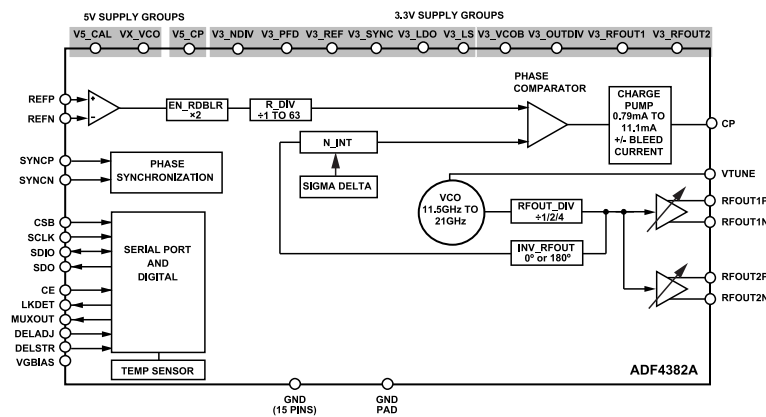 5V SUPPLY GROUPS
3.3V SUPPLY GROUPS
V5_CAL VX_VCO V5_CP V3_NDIV V3_PFD V3_REF V3_SYNC V3_LDO V3_LS V3_VCOB V3_OUTDIV V3_RFOUT1 V3_RFOUT2
PHASE
COMPARATOR
REFP
REFN
+
−
EN_RDBLR
×2
R_DIV
÷1 TO 63
CHARGE
PUMP
0.79mA TO
11.1mA
+/- BLEED
CURRENT
CP
N_INT
SIGMA DELTA
SYNCP
SYNCN
PHASE
SYNCHRONIZATION
VTUNE
VCO
11.5GHz TO
21GHz
RFOUT_DIV
÷1/2/4
RFOUT1P
RFOUT1N
INV_RFOUT
0° or 180°
RFOUT2P
RFOUT2N
CSB
SCLK
SDIO
SDO
CE
LKDET
MUXOUT
DELADJ
DELSTR
VGBIAS
SERIAL PORT
AND
DIGITAL
TEMP SENSOR
ADF4382A
GND
(15 PINS)
GND
PAD